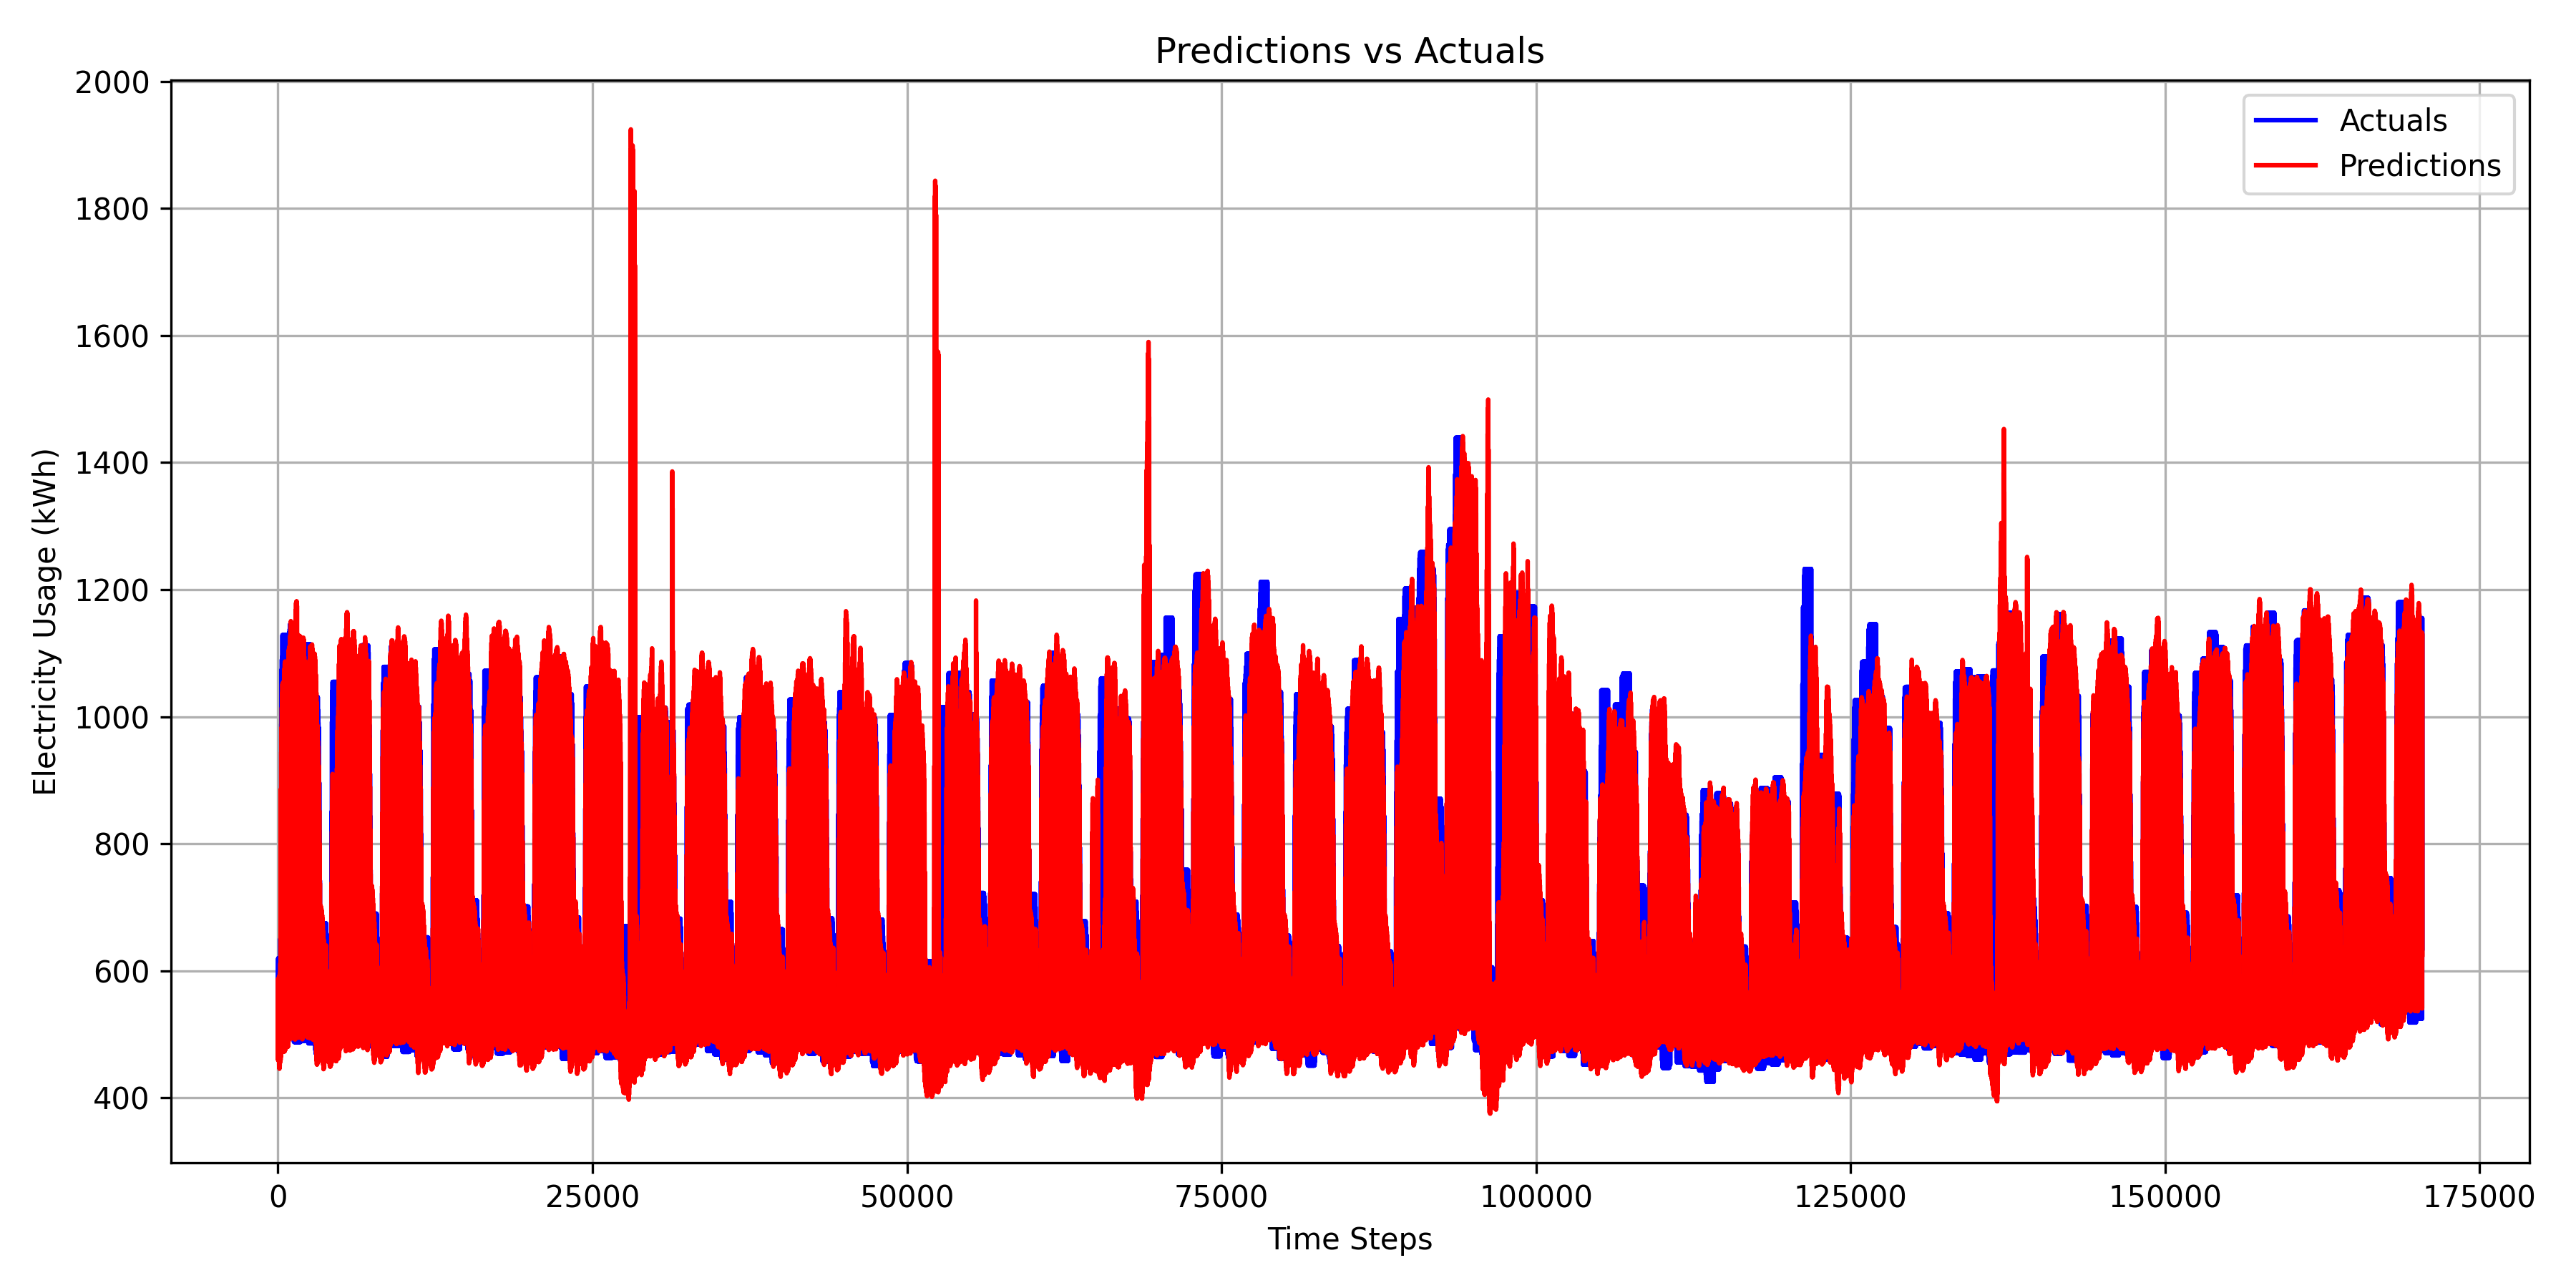 Predictions vs Actuals
Actuals
Predictions
2000
1800
1600
1400
1200
1000
800
600
400
Electricity Usage (kWh)
0 25000 50000 75000 100000 125000 150000 175000
Time Steps